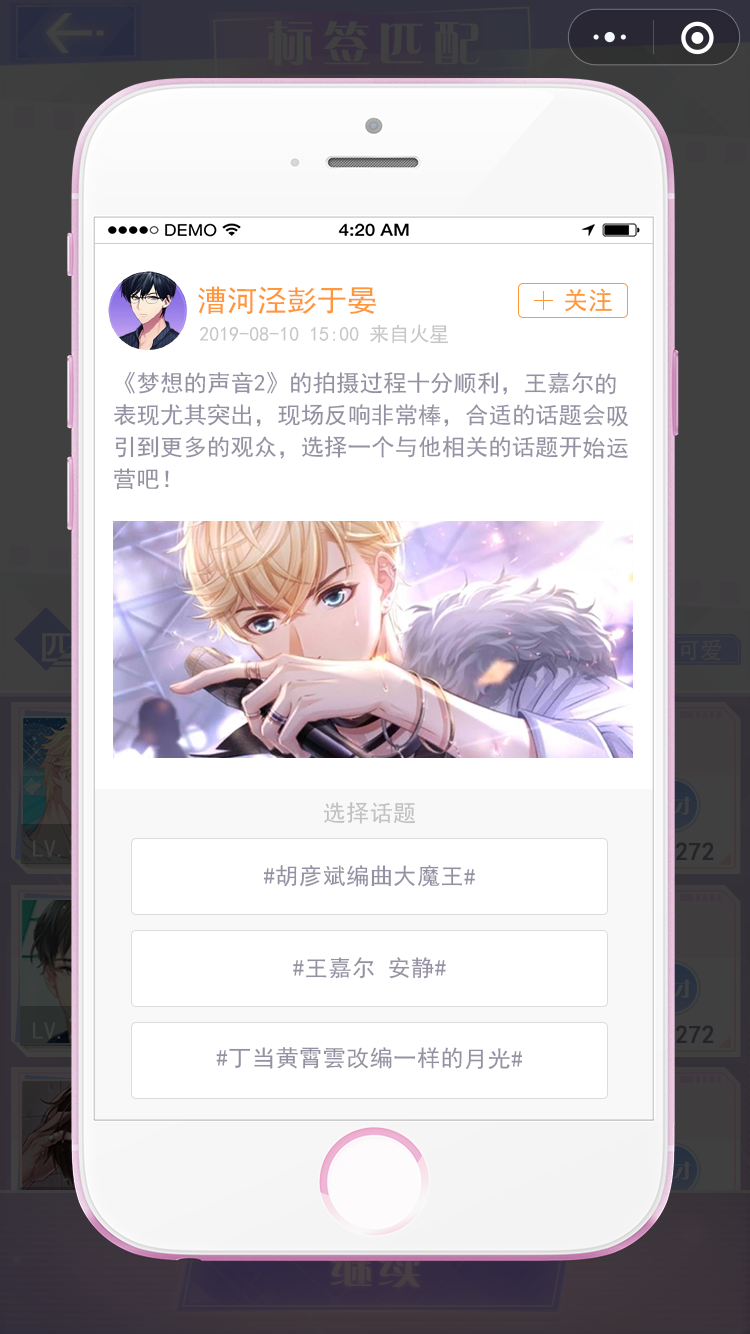 标签匹配
DEMO 4:20 AM
漕河泾彭于晏
+ 关注
2019-08-10 15:00 来自火星
《梦想的声音2》的拍摄过程十分顺利，王嘉尔的
表现尤其突出，现场反响非常棒，合适的话题会吸
引到更多的观众，选择一个与他相关的话题开始运
营吧！
匹
可爱
选择话题
LV.
272
#胡彦斌编曲大魔王#
#王嘉尔 安静#
LV.
272
#丁当黄霄雲改编一样的月光#
继续